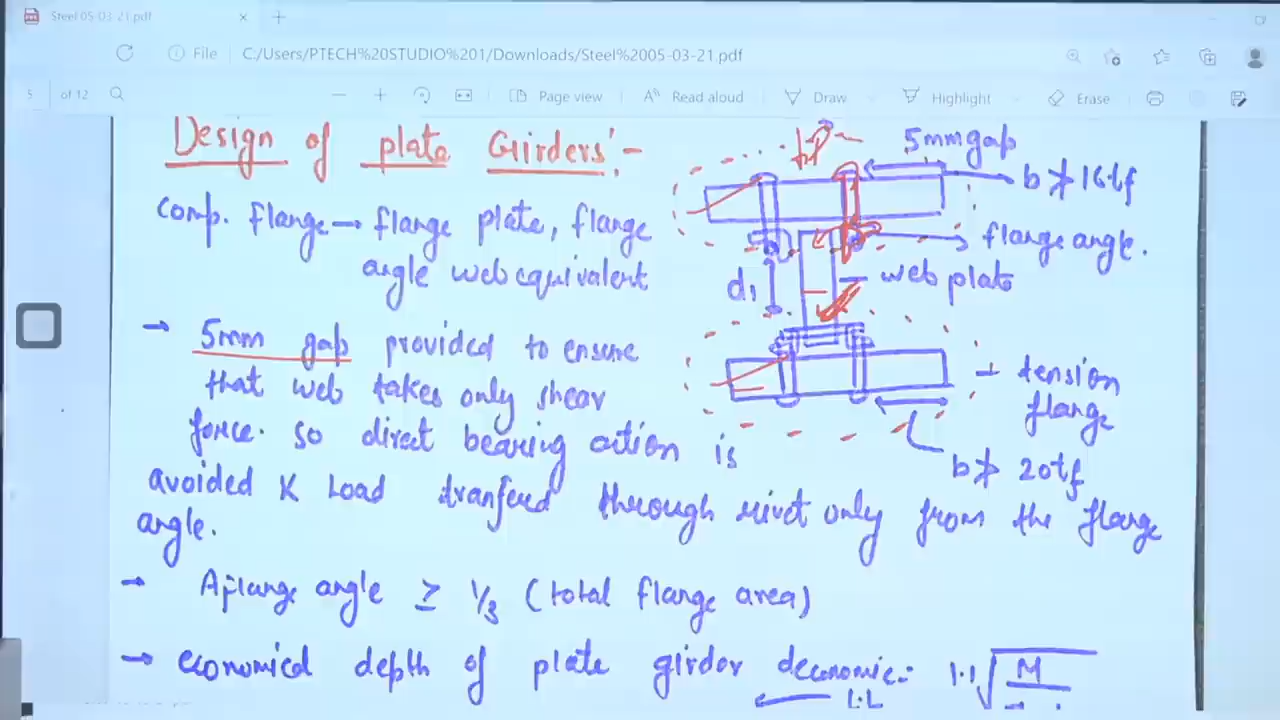 Steel 05-03-21.pdf
File C:/Users/PTECH%20STUDIO%201/Downloads/Steel%2005-03-21.pdf
5 of 12 Page view Read aloud Draw Highlight Erase
Design of plate Girders:-
5mm gap
b ≯ 16tf
comp. flange → flange plate, flange
angle web equivalent
flange angle.
d1
web plate
→ 5mm gap provided to ensure
that web takes only shear
force. so direct bearing action is
tension
flange
b ≯ 20tf
avoided & Load tranfered through rivet only from the flange
angle.
→ Aflange angle ≥ 1/3 (total flange area)
→ economical depth of plate girder deconomic = 1.1√M